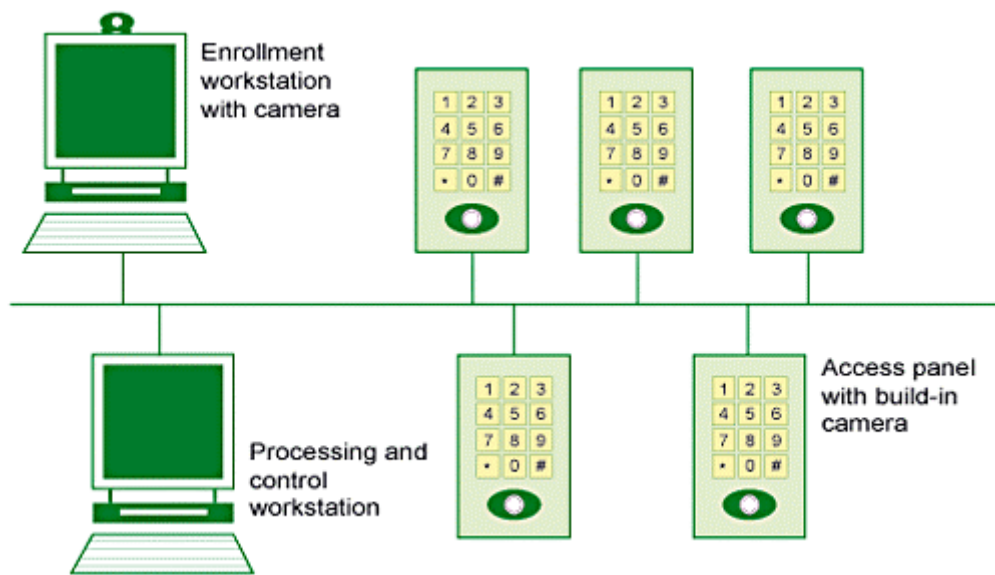 Enrollment
workstation
with camera
1 2 3
4 5 6
7 8 9
* 0 #
1 2 3
4 5 6
7 8 9
* 0 #
1 2 3
4 5 6
7 8 9
* 0 #
Processing and
control
workstation
1 2 3
4 5 6
7 8 9
* 0 #
1 2 3
4 5 6
7 8 9
* 0 #
Access panel
with build-in
camera